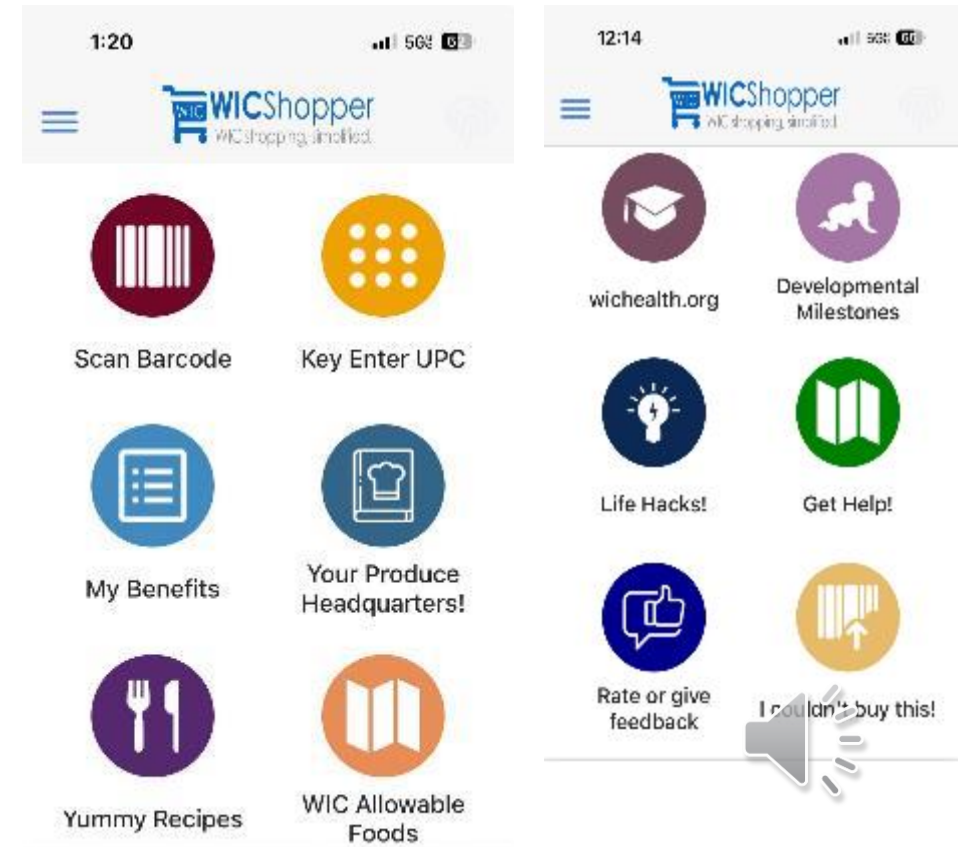 1:20
WIC WICShopper
WIC shopping, simplified.
Scan Barcode
Key Enter UPC
My Benefits
Your Produce
Headquarters!
Yummy Recipes
WIC Allowable
Foods
12:14
WIC WICShopper
WIC shopping, simplified.
wichealth.org
Developmental
Milestones
Life Hacks!
Get Help!
Rate or give
feedback
I couldn't buy this!